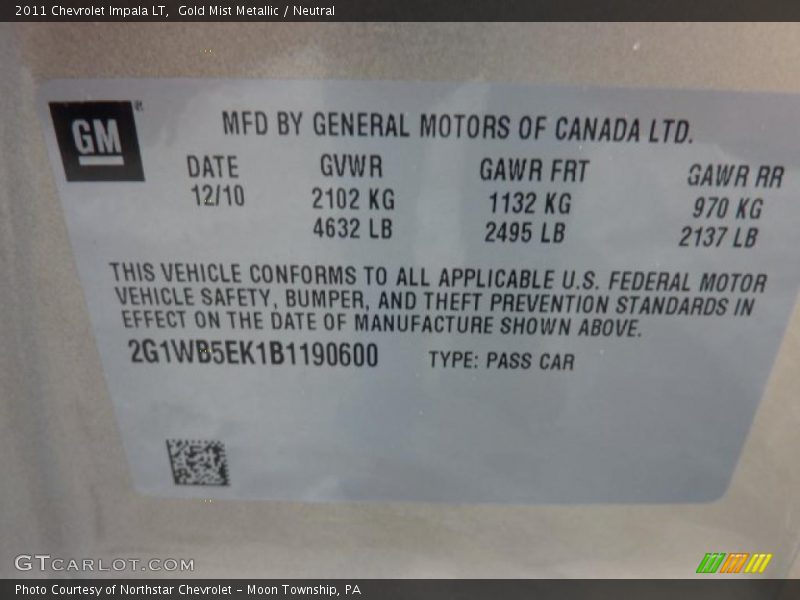 2011 Chevrolet Impala LT,  Gold Mist Metallic / Neutral
GM
MFD BY GENERAL MOTORS OF CANADA LTD.
DATE GVWR GAWR FRT GAWR RR
12/10 2102 KG 1132 KG 970 KG
4632 LB 2495 LB 2137 LB
THIS VEHICLE CONFORMS TO ALL APPLICABLE U.S. FEDERAL MOTOR
VEHICLE SAFETY, BUMPER, AND THEFT PREVENTION STANDARDS IN
EFFECT ON THE DATE OF MANUFACTURE SHOWN ABOVE.
2G1WB5EK1B1190600 TYPE: PASS CAR
GTCARLOT.COM
Photo Courtesy of Northstar Chevrolet - Moon Township, PA